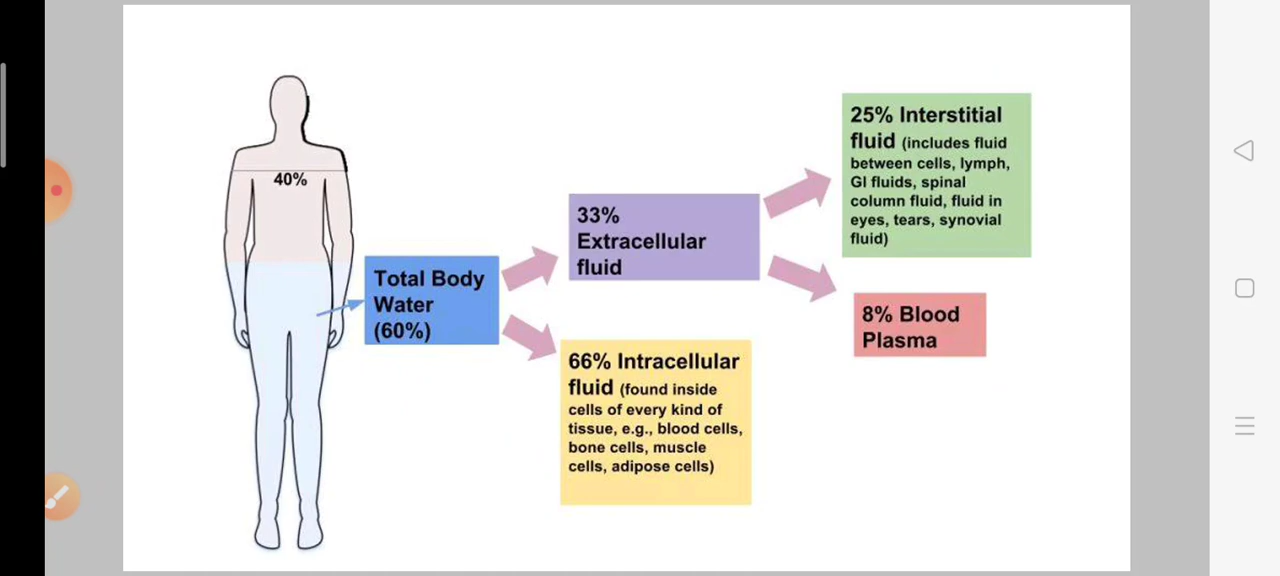 40%
Total Body
Water
(60%)
33%
Extracellular
fluid
66% Intracellular
fluid (found inside
cells of every kind of
tissue, e.g., blood cells,
bone cells, muscle
cells, adipose cells)
25% Interstitial
fluid (includes fluid
between cells, lymph,
GI fluids, spinal
column fluid, fluid in
eyes, tears, synovial
fluid)
8% Blood
Plasma